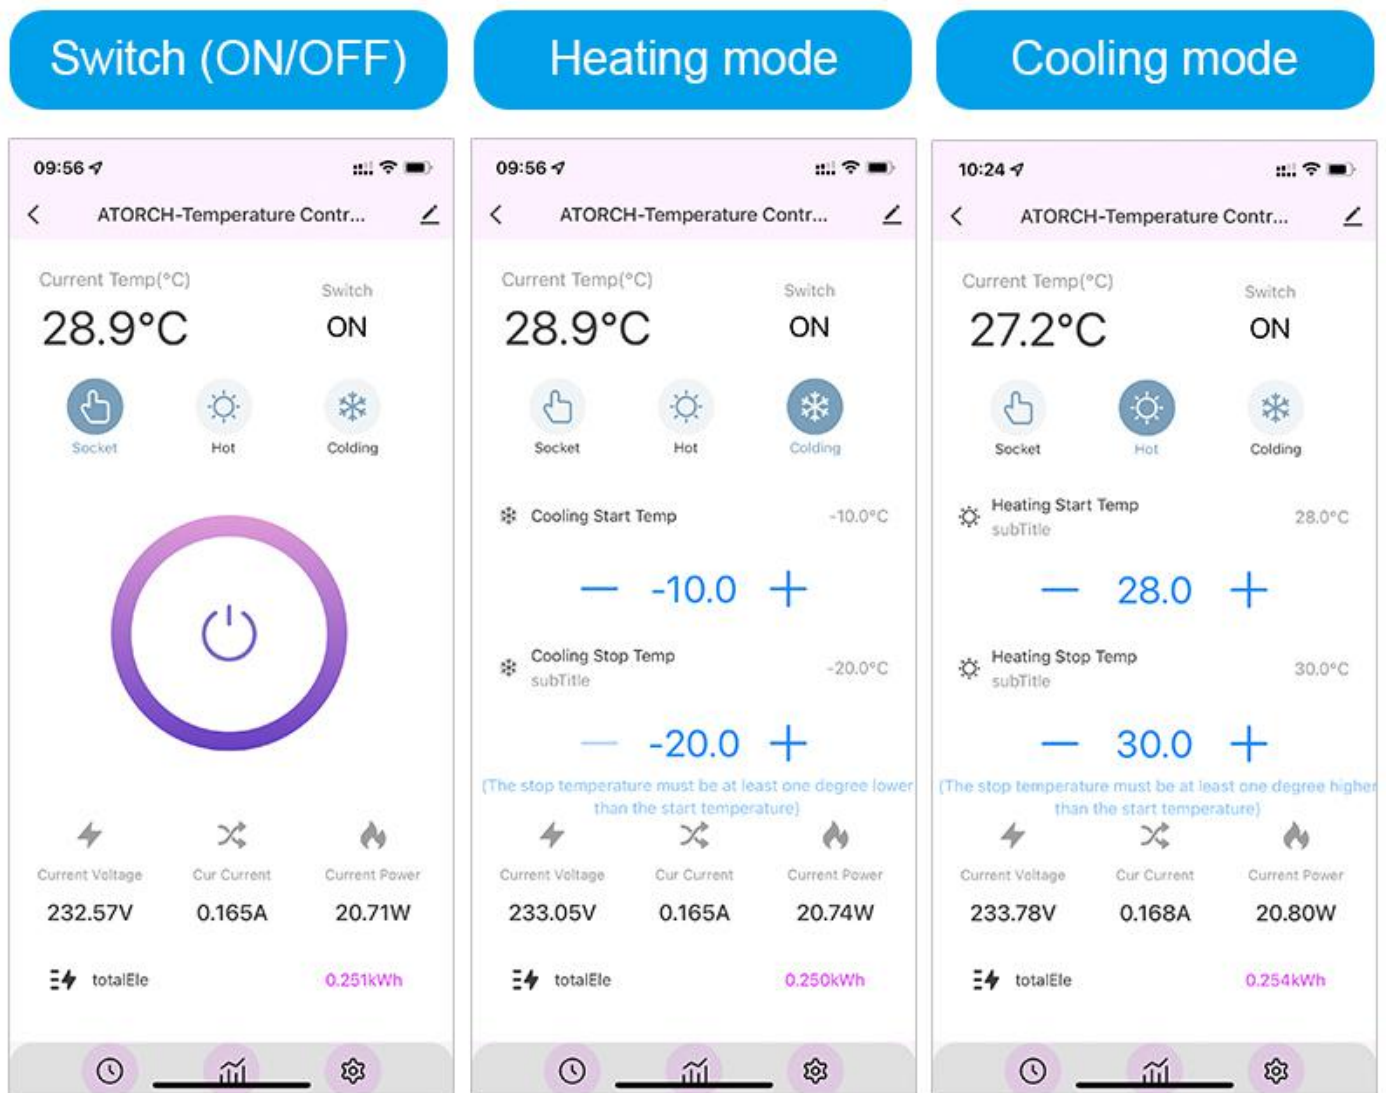 Switch (ON/OFF)
Heating mode
Cooling mode
09:56
ATORCH-Temperature Contr...
Current Temp(°C)
Switch
28.9°C
ON
Socket
Hot
Colding
Current Voltage
Cur Current
Current Power
232.57V
0.165A
20.71W
totalEle
0.251kWh
09:56
ATORCH-Temperature Contr...
Current Temp(°C)
Switch
28.9°C
ON
Socket
Hot
Colding
Cooling Start Temp
-10.0°C
— -10.0 +
Cooling Stop Temp
subTitle
-20.0°C
— -20.0 +
(The stop temperature must be at least one degree lower
than the start temperature)
Current Voltage
Cur Current
Current Power
233.05V
0.165A
20.74W
totalEle
0.250kWh
10:24
ATORCH-Temperature Contr...
Current Temp(°C)
Switch
27.2°C
ON
Socket
Hot
Colding
Heating Start Temp
subTitle
28.0°C
— 28.0 +
Heating Stop Temp
subTitle
30.0°C
— 30.0 +
(The stop temperature must be at least one degree higher
than the start temperature)
Current Voltage
Cur Current
Current Power
233.78V
0.168A
20.80W
totalEle
0.254kWh